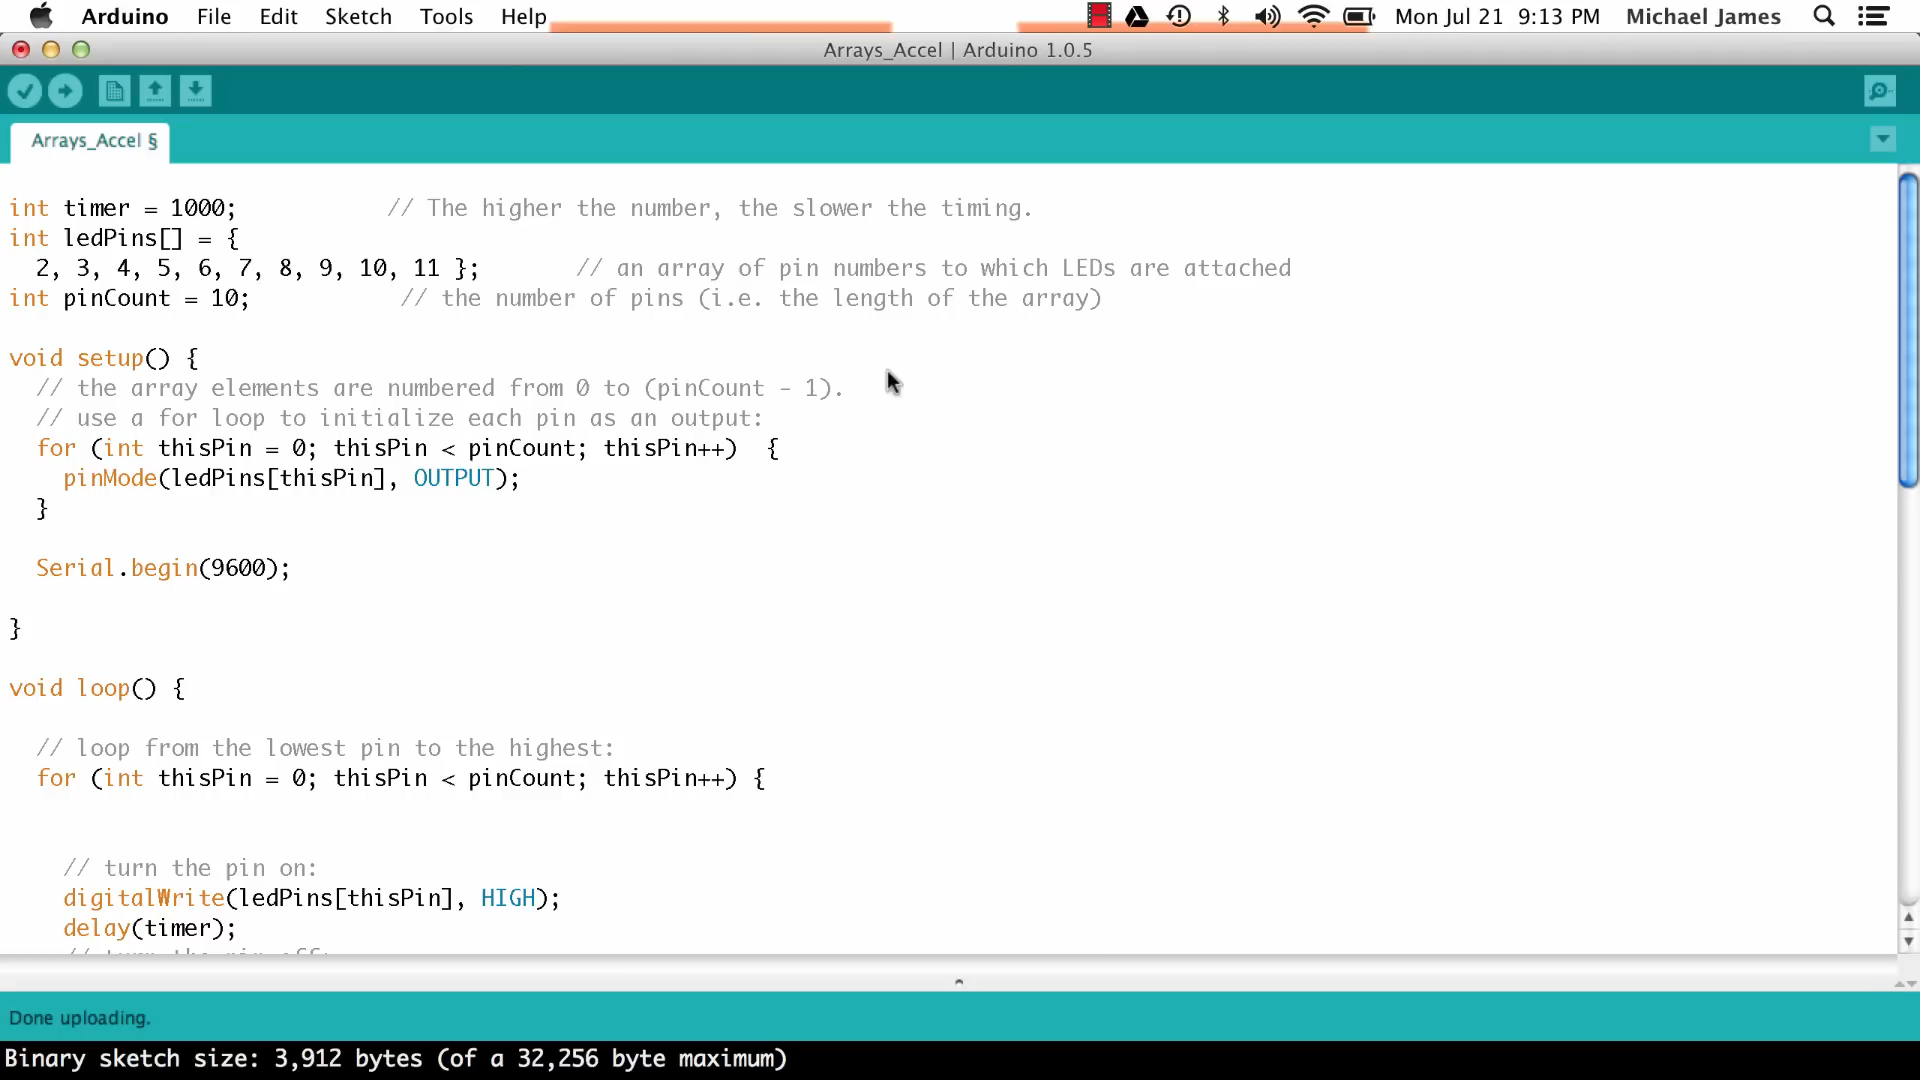 Arduino File Edit Sketch Tools Help Mon Jul 21 9:13 PM Michael James
Arrays_Accel | Arduino 1.0.5
Arrays_Accel §
int timer = 1000; // The higher the number, the slower the timing.
int ledPins[] = {
2, 3, 4, 5, 6, 7, 8, 9, 10, 11 }; // an array of pin numbers to which LEDs are attached
int pinCount = 10; // the number of pins (i.e. the length of the array)
void setup() {
// the array elements are numbered from 0 to (pinCount - 1).
// use a for loop to initialize each pin as an output:
for (int thisPin = 0; thisPin < pinCount; thisPin++) {
pinMode(ledPins[thisPin], OUTPUT);
}
Serial.begin(9600);
}
void loop() {
// loop from the lowest pin to the highest:
for (int thisPin = 0; thisPin < pinCount; thisPin++) {
// turn the pin on:
digitalWrite(ledPins[thisPin], HIGH);
delay(timer);
Done uploading.
Binary sketch size: 3,912 bytes (of a 32,256 byte maximum)